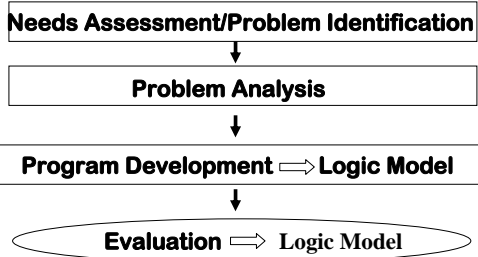 Needs Assessment/Problem Identification
Problem Analysis
Program Development ⇨ Logic Model
Evaluation ⇨ Logic Model